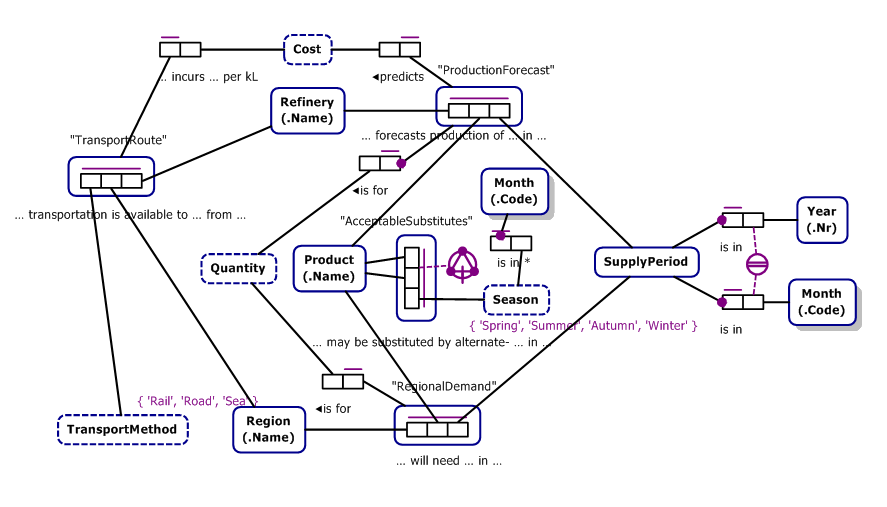 Cost
... incurs ... per kL
◄predicts
"ProductionForecast"
Refinery
(.Name)
... forecasts production of ... in ...
"TransportRoute"
◄is for
Month
(.Code)
... transportation is available to ... from ...
"AcceptableSubstitutes"
Year
(.Nr)
is in
is in *
Quantity
Product
(.Name)
SupplyPeriod
Season
Month
(.Code)
{ 'Spring', 'Summer', 'Autumn', 'Winter' }
is in
... may be substituted by alternate- ... in ...
"RegionalDemand"
{ 'Rail', 'Road', 'Sea' }
◄is for
TransportMethod
Region
(.Name)
... will need ... in ...